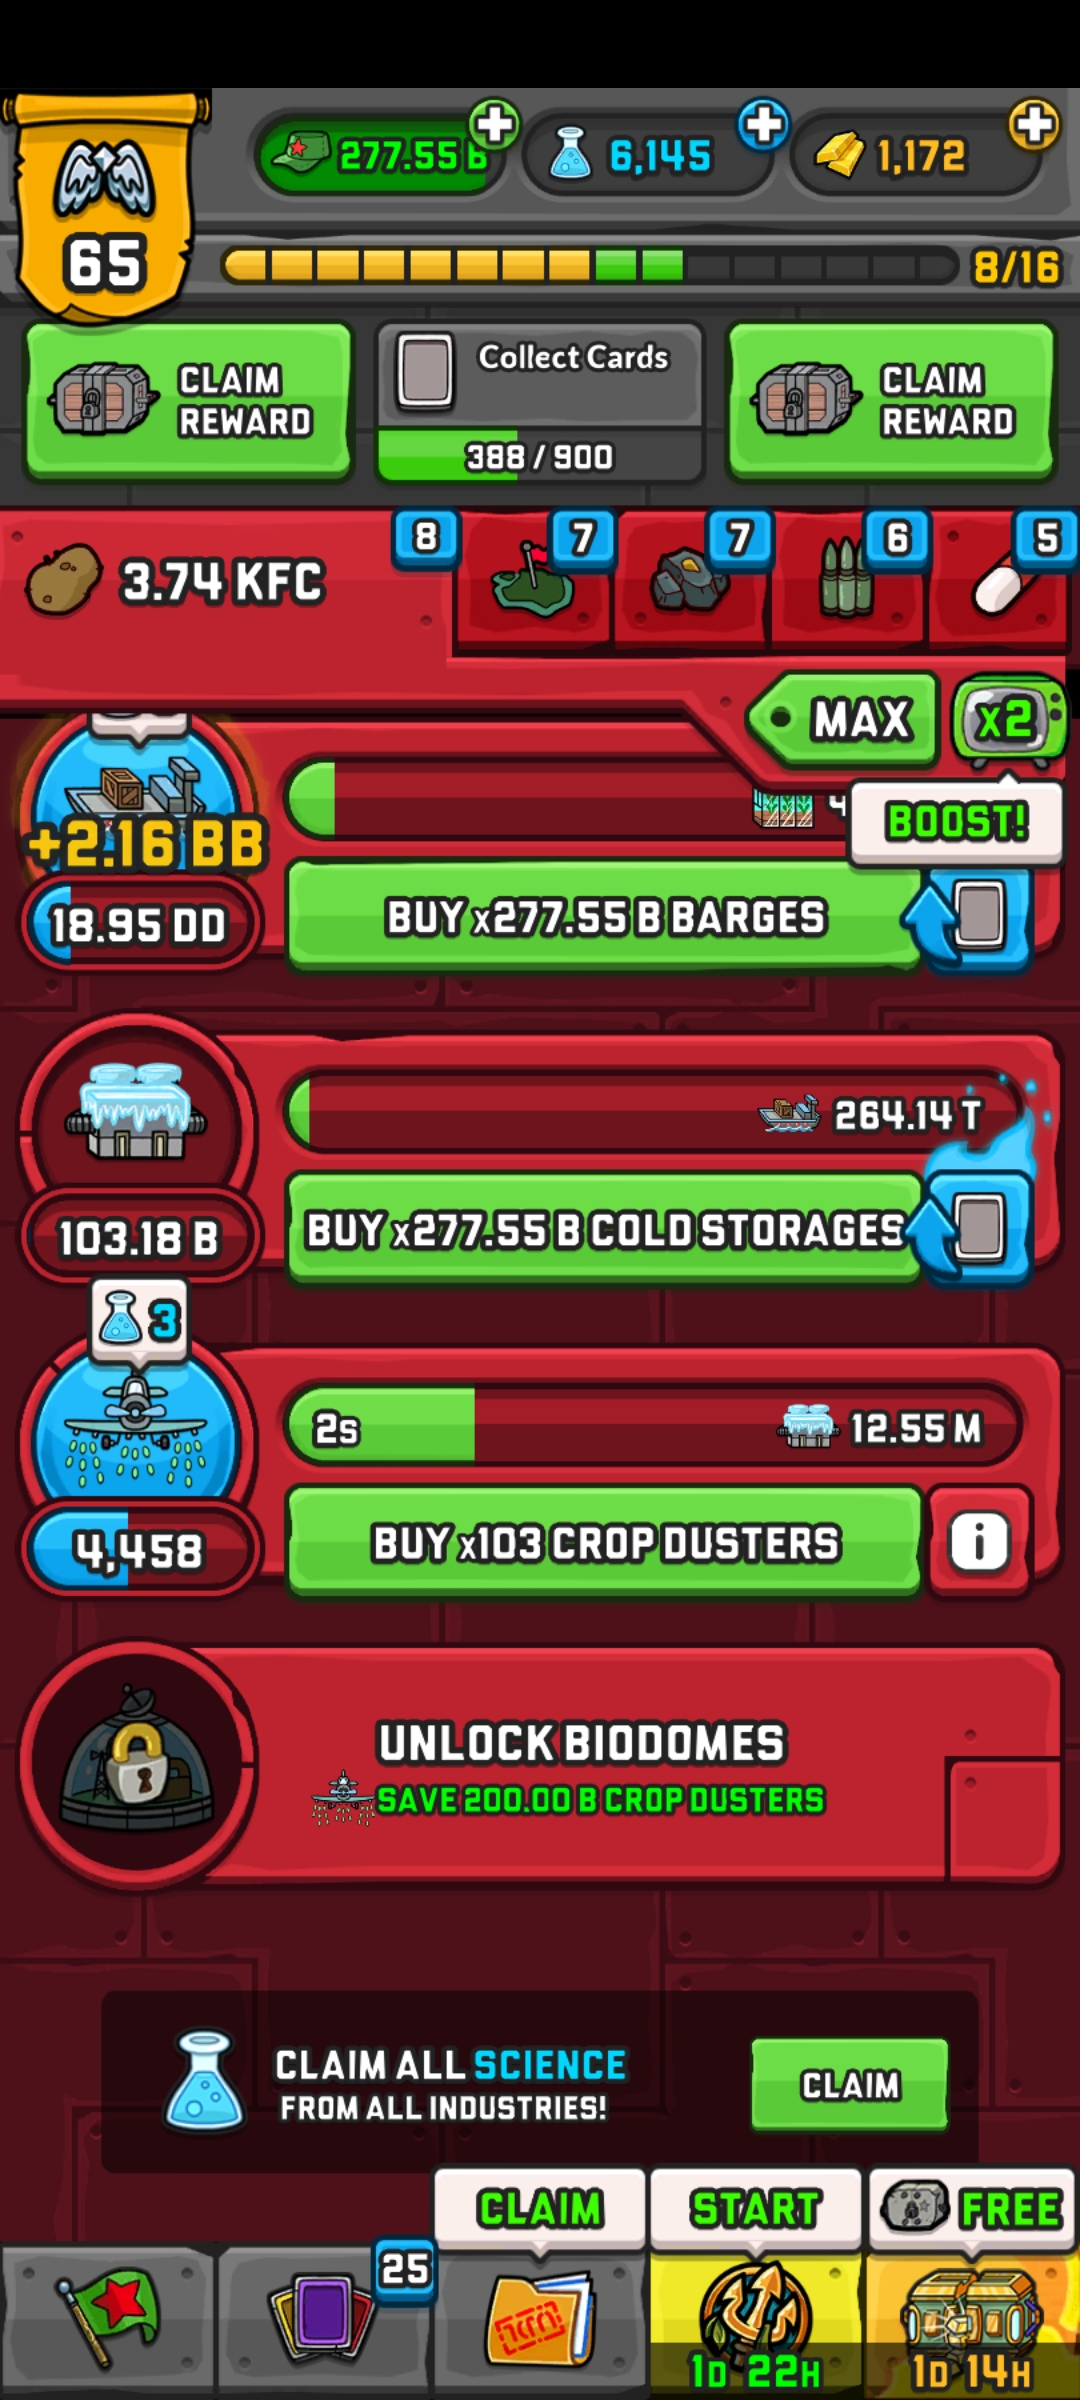 277.55 B
6,145
1,172
65
8/16
CLAIM
REWARD
Collect Cards
388 / 900
CLAIM
REWARD
3.74 KFC
8
7
7
6
5
MAX
x2
BOOST!
+2.16 BB
18.95 DD
BUY x277.55 B BARGES
264.14 T
103.18 B
BUY x277.55 B COLD STORAGES
3
2s
12.55 M
4,458
BUY x103 CROP DUSTERS
i
UNLOCK BIODOMES
SAVE 200.00 B CROP DUSTERS
CLAIM ALL SCIENCE
FROM ALL INDUSTRIES!
CLAIM
CLAIM
START
FREE
25
1D 22H
1D 14H